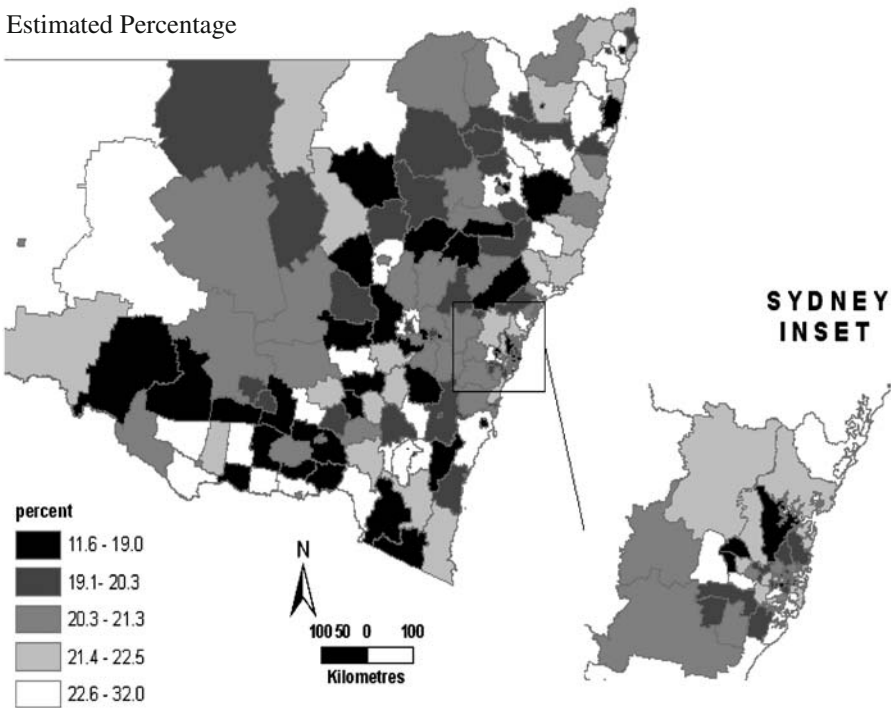 Estimated Percentage
SYDNEY
INSET
percent
11.6 - 19.0
19.1 - 20.3
20.3 - 21.3
21.4 - 22.5
22.6 - 32.0
N
100 50 0 100
Kilometres